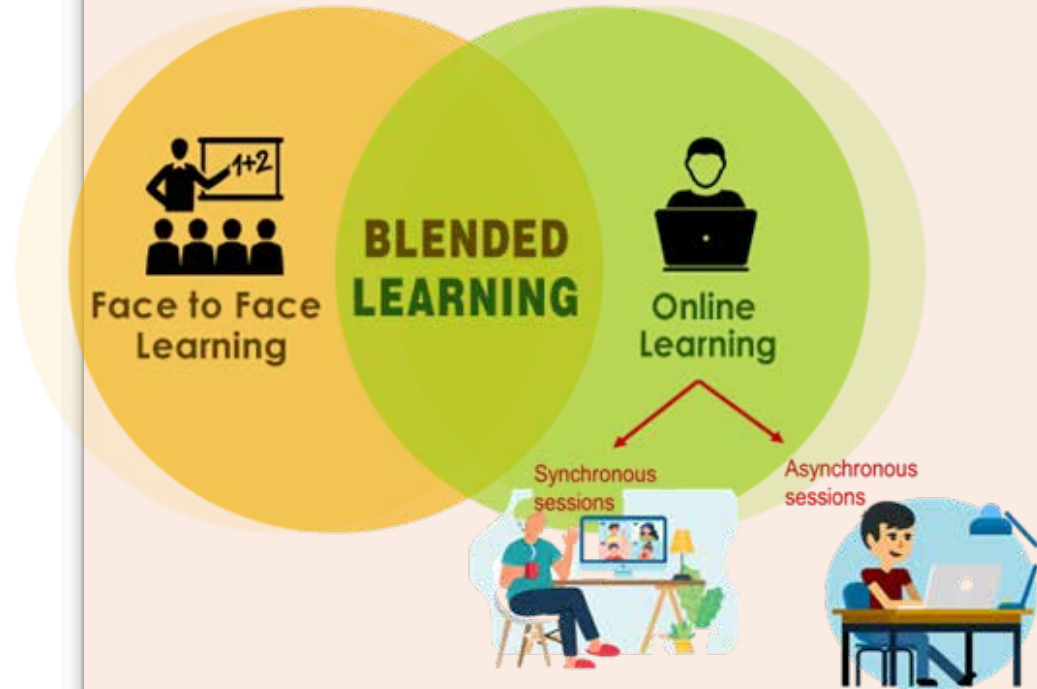 1+2
Face to Face
Learning
BLENDED
LEARNING
Online
Learning
Synchronous
sessions
Asynchronous
sessions